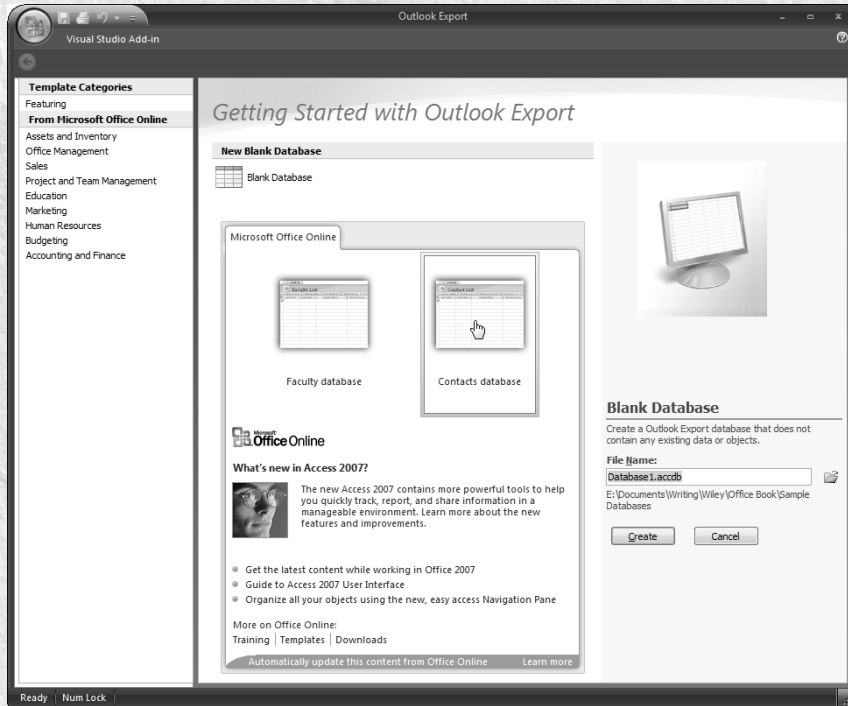 Outlook Export
Visual Studio Add-in
Template Categories
Featuring
From Microsoft Office Online
Assets and Inventory
Office Management
Sales
Project and Team Management
Education
Marketing
Human Resources
Budgeting
Accounting and Finance
Getting Started with Outlook Export
New Blank Database
Blank Database
Microsoft Office Online
Faculty List
Contact List
Faculty database
Contacts database
Microsoft
Office Online
What's new in Access 2007?
The new Access 2007 contains more powerful tools to help
you quickly track, report, and share information in a
manageable environment. Learn more about the new
features and improvements.
Get the latest content while working in Office 2007
Guide to Access 2007 User Interface
Organize all your objects using the new, easy access Navigation Pane
More on Office Online:
Training | Templates | Downloads
Automatically update this content from Office Online Learn more
Blank Database
Create a Outlook Export database that does not
contain any existing data or objects.
File Name:
Database1.accdb
E:\Documents\Writing\Wiley\Office Book\Sample
Databases
Create Cancel
Ready Num Lock